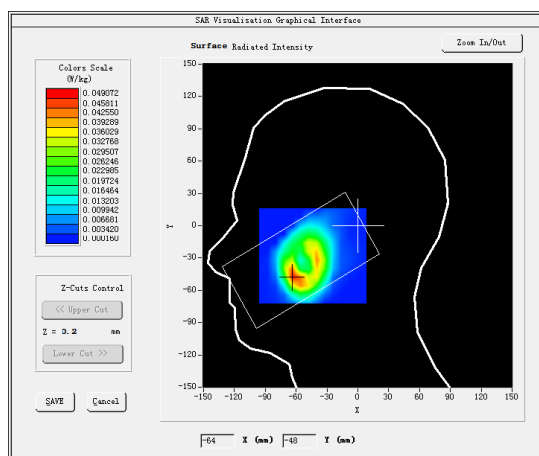 SAR Visualisation Graphical Interface
Surface Radiated Intensity
Zoom In/Out
Colors Scale
(W/kg)
0.049072
0.045811
0.042550
0.039289
0.036029
0.032768
0.029507
0.026246
0.022985
0.019724
0.016464
0.013203
0.009942
0.006681
0.003420
0.000160
150
120
90
60
30
0
-30
-60
-90
-120
-150
Y
-150 -120 -90 -60 -30 0 30 60 90 120 150
X
Z-Cuts Control
<< Upper Cut
Z = 0.2 mm
Lower Cut >>
SAVE Cancel
-64 X (mm) -48 Y (mm)